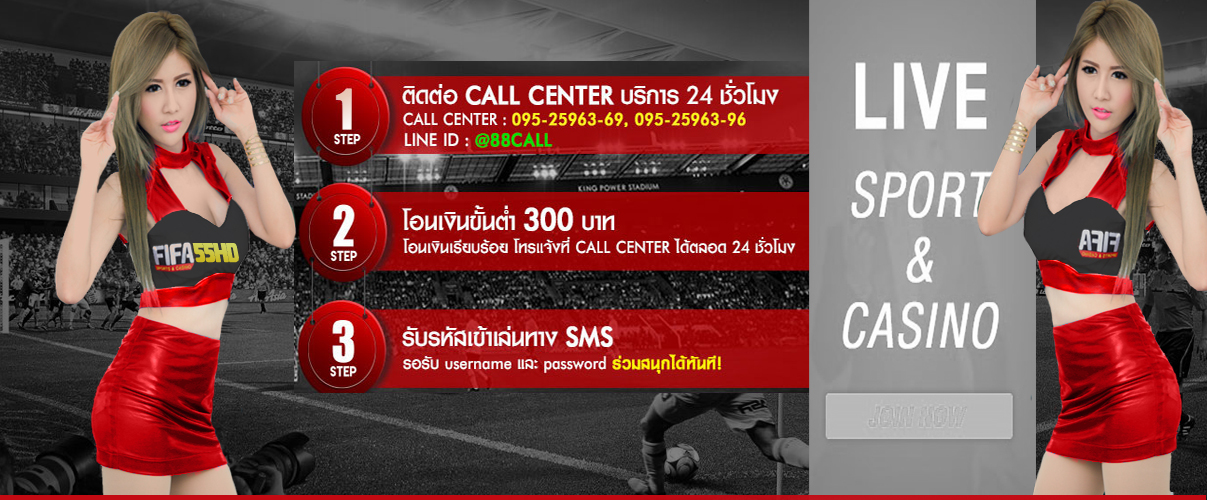 1
STEP
ติดต่อ CALL CENTER บริการ 24 ชั่วโมง
CALL CENTER : 095-25963-69, 095-25963-96
LINE ID : @88CALL
KING POWER STADIUM
2
STEP
โอนเงินขั้นต่ำ 300 บาท
โอนเงินเรียบร้อย โทรแจ้งที่ CALL CENTER ได้ตลอด 24 ชั่วโมง
3
STEP
รับรหัสเข้าเล่นทาง SMS
รอรับ username และ password ร่วมสนุกได้ทันที!
FIFA55HD
SPORTS & CASINO
LIVE
SPORT
&
CASINO
JOIN NOW
FIFA